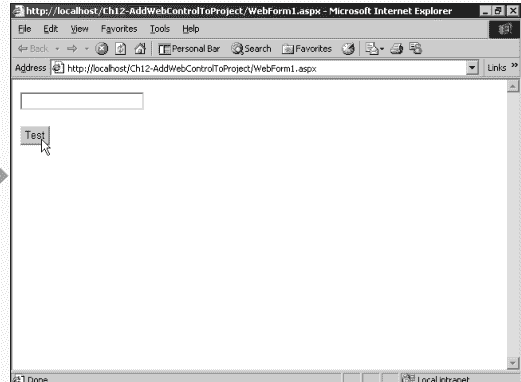 http://localhost/Ch12-AddWebControlToProject/WebForm1.aspx - Microsoft Internet Explorer
File Edit View Favorites Tools Help
Back Personal Bar Search Favorites
Address http://localhost/Ch12-AddWebControlToProject/WebForm1.aspx Links »
Test
Done Local intranet